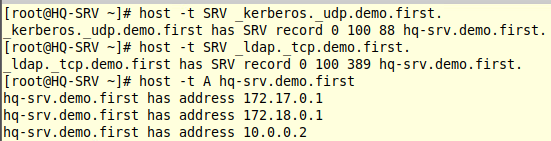 [root@HQ-SRV ~]# host -t SRV _kerberos._udp.demo.first.
_kerberos._udp.demo.first has SRV record 0 100 88 hq-srv.demo.first.
[root@HQ-SRV ~]# host -t SRV _ldap._tcp.demo.first.
_ldap._tcp.demo.first has SRV record 0 100 389 hq-srv.demo.first.
[root@HQ-SRV ~]# host -t A hq-srv.demo.first
hq-srv.demo.first has address 172.17.0.1
hq-srv.demo.first has address 172.18.0.1
hq-srv.demo.first has address 10.0.0.2